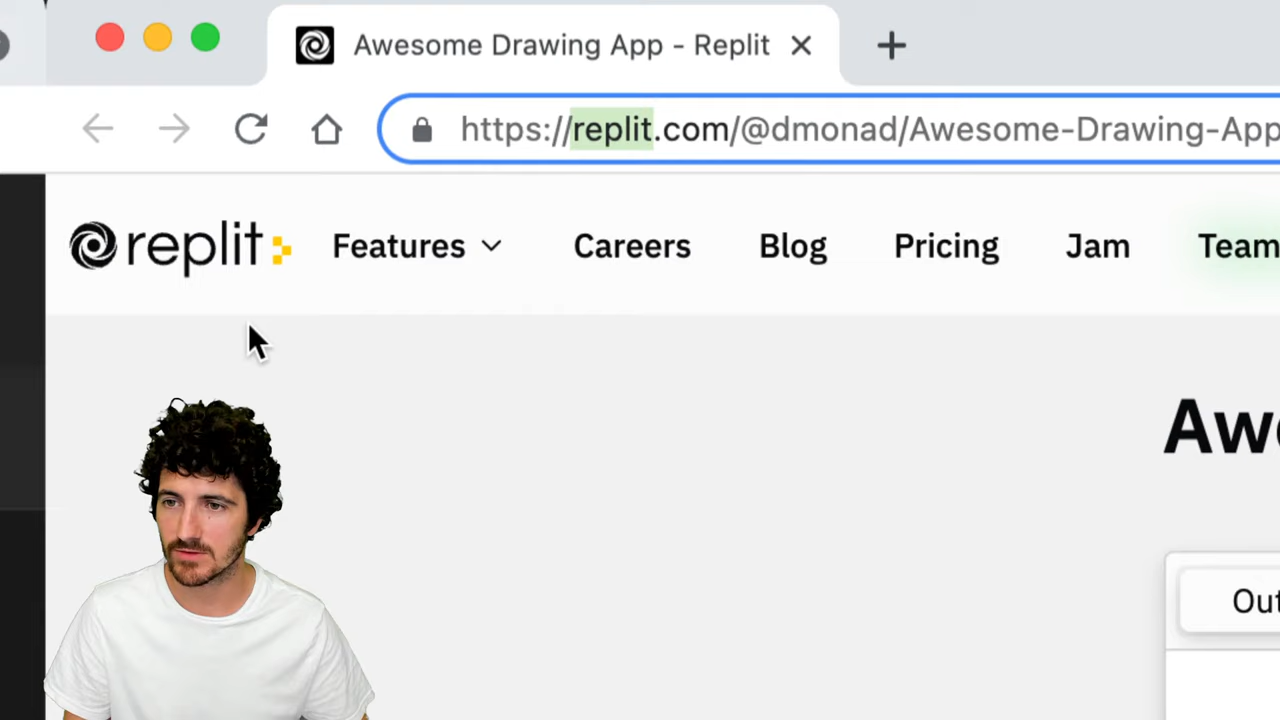 Awesome Drawing App - Replit
https://replit.com/@dmonad/Awesome-Drawing-App
replit Features Careers Blog Pricing Jam Team
Awe
Out